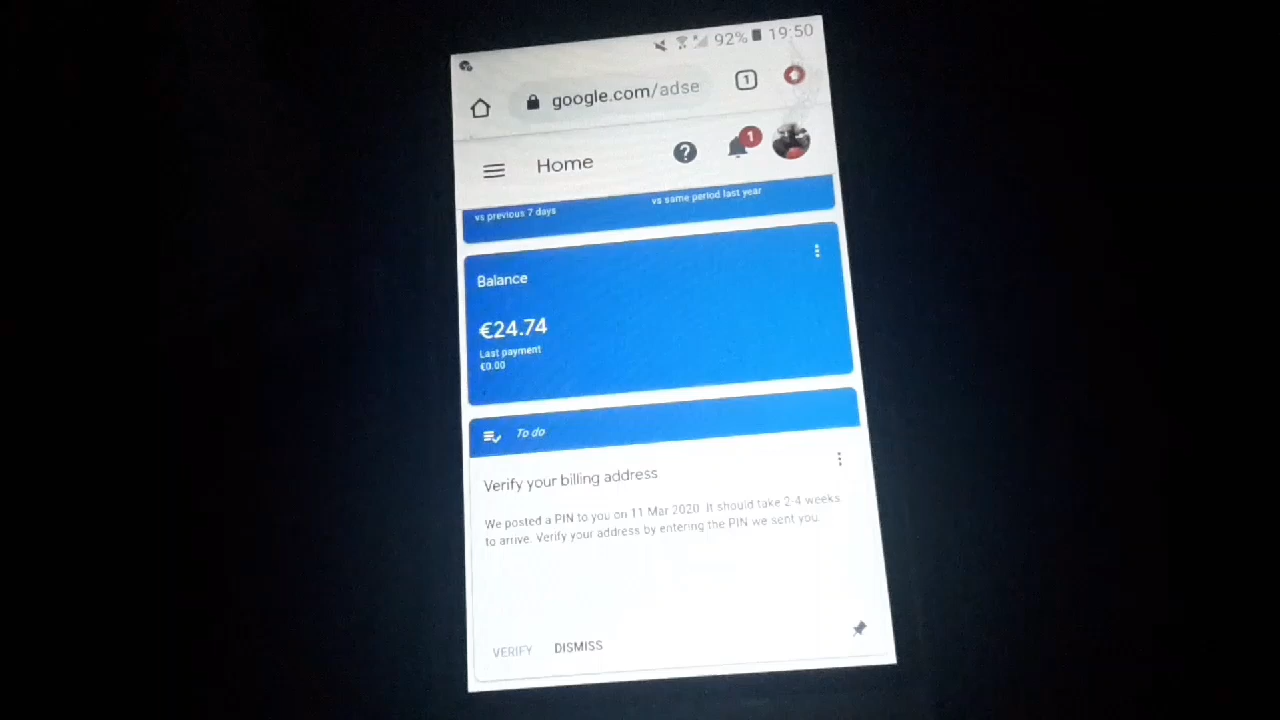 92% 19:50
google.com/adse
1
Home
?
1
vs previous 7 days
vs same period last year
Balance
€24.74
Last payment
€0.00
To do
Verify your billing address
We posted a PIN to you on 11 Mar 2020. It should take 2-4 weeks
to arrive. Verify your address by entering the PIN we sent you.
VERIFY DISMISS